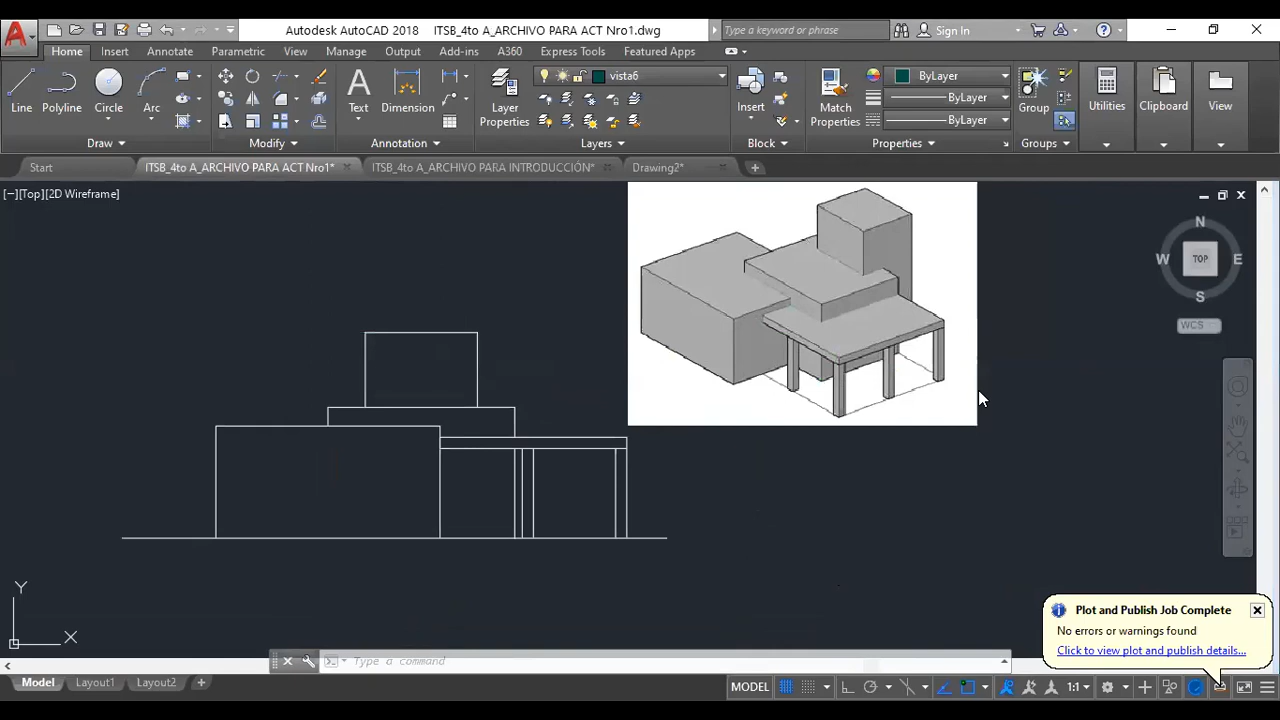 Autodesk AutoCAD 2018 ITSB_4to A_ARCHIVO PARA ACT Nro1.dwg
Type a keyword or phrase
Sign In
Home Insert Annotate Parametric View Manage Output Add-ins A360 Express Tools Featured Apps
Line Polyline Circle Arc
Text Dimension
Layer Properties
vista6
Insert
Match Properties
ByLayer
ByLayer
ByLayer
Group
Utilities
Clipboard
View
Draw Modify Annotation Layers Block Properties Groups
Start ITSB_4to A_ARCHIVO PARA ACT Nro1* ITSB_4to A_ARCHIVO PARA INTRODUCCIÓN* Drawing2*
[−][Top][2D Wireframe]
N
W TOP E
S
WCS
Y
X
Plot and Publish Job Complete
No errors or warnings found
Click to view plot and publish details...
Type a command
Model Layout1 Layout2
MODEL
1:1